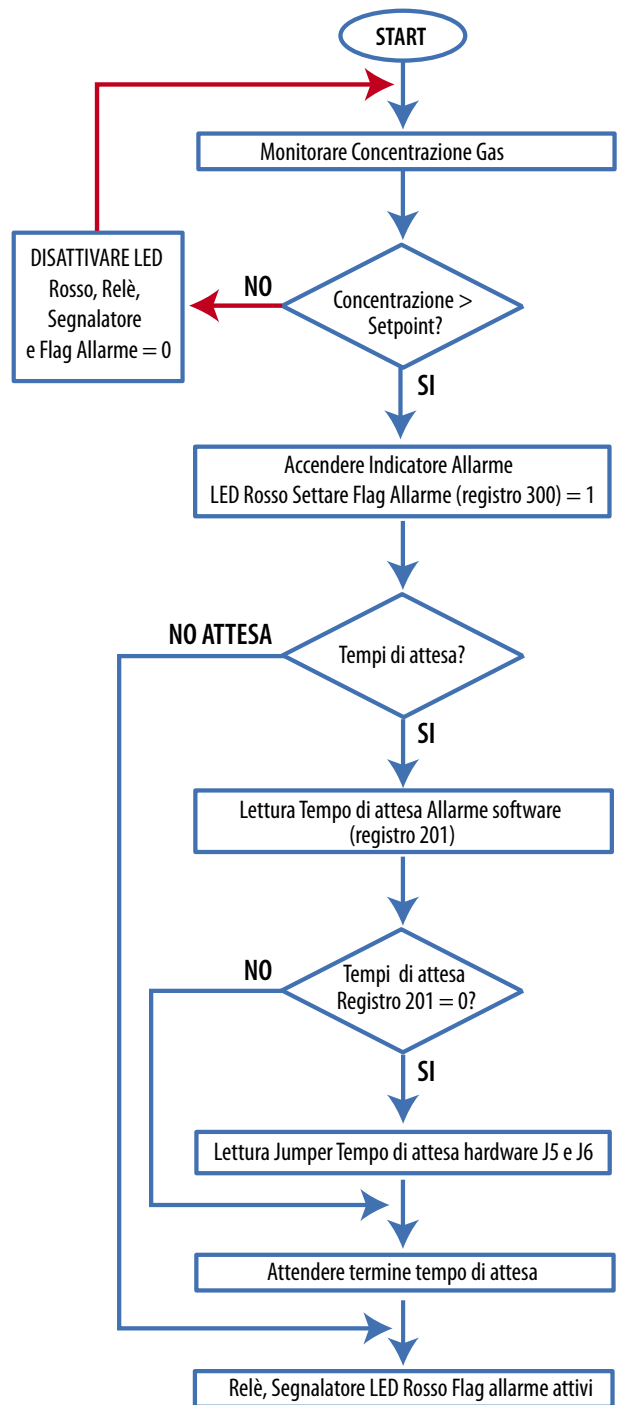 START
Monitorare Concentrazione Gas
DISATTIVARE LED
Rosso, Relè,
Segnalatore
e Flag Allarme = 0
NO
Concentrazione >
Setpoint?
SI
Accendere Indicatore Allarme
LED Rosso Settare Flag Allarme (registro 300) = 1
NO ATTESA
Tempi di attesa?
SI
Lettura Tempo di attesa Allarme software
(registro 201)
NO
Tempi di attesa
Registro 201 = 0?
SI
Lettura Jumper Tempo di attesa hardware J5 e J6
Attendere termine tempo di attesa
Relè, Segnalatore LED Rosso Flag allarme attivi